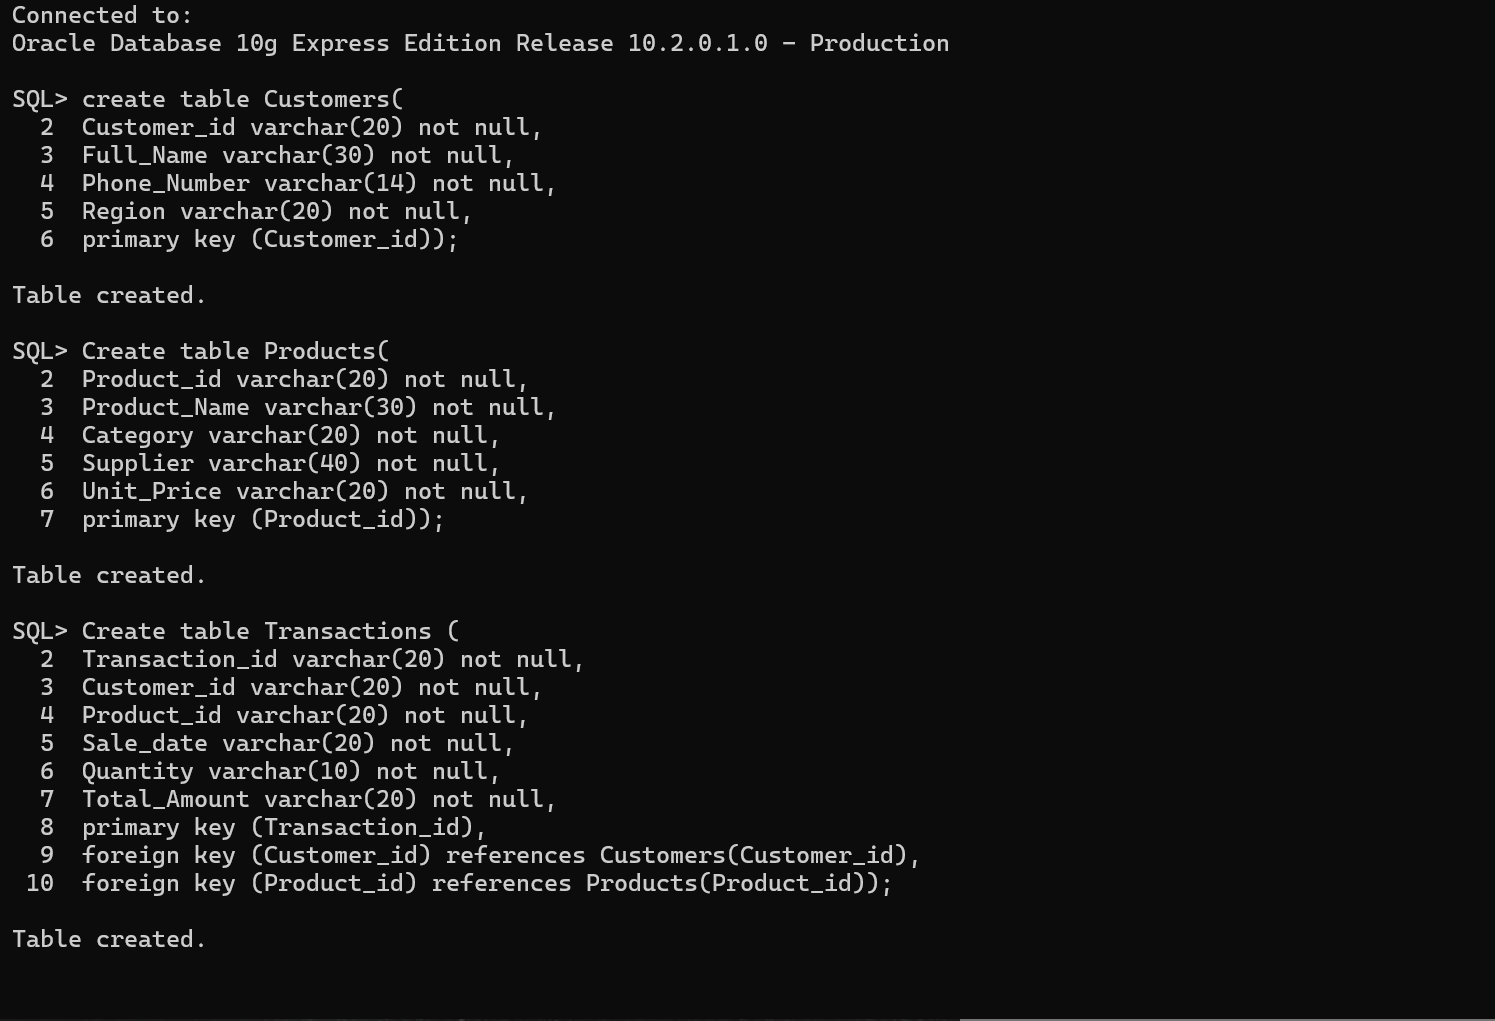 Connected to:
Oracle Database 10g Express Edition Release 10.2.0.1.0 - Production
SQL> create table Customers(
  2  Customer_id varchar(20) not null,
  3  Full_Name varchar(30) not null,
  4  Phone_Number varchar(14) not null,
  5  Region varchar(20) not null,
  6  primary key (Customer_id));
Table created.
SQL> Create table Products(
  2  Product_id varchar(20) not null,
  3  Product_Name varchar(30) not null,
  4  Category varchar(20) not null,
  5  Supplier varchar(40) not null,
  6  Unit_Price varchar(20) not null,
  7  primary key (Product_id));
Table created.
SQL> Create table Transactions (
  2  Transaction_id varchar(20) not null,
  3  Customer_id varchar(20) not null,
  4  Product_id varchar(20) not null,
  5  Sale_date varchar(20) not null,
  6  Quantity varchar(10) not null,
  7  Total_Amount varchar(20) not null,
  8  primary key (Transaction_id),
  9  foreign key (Customer_id) references Customers(Customer_id),
 10  foreign key (Product_id) references Products(Product_id));
Table created.